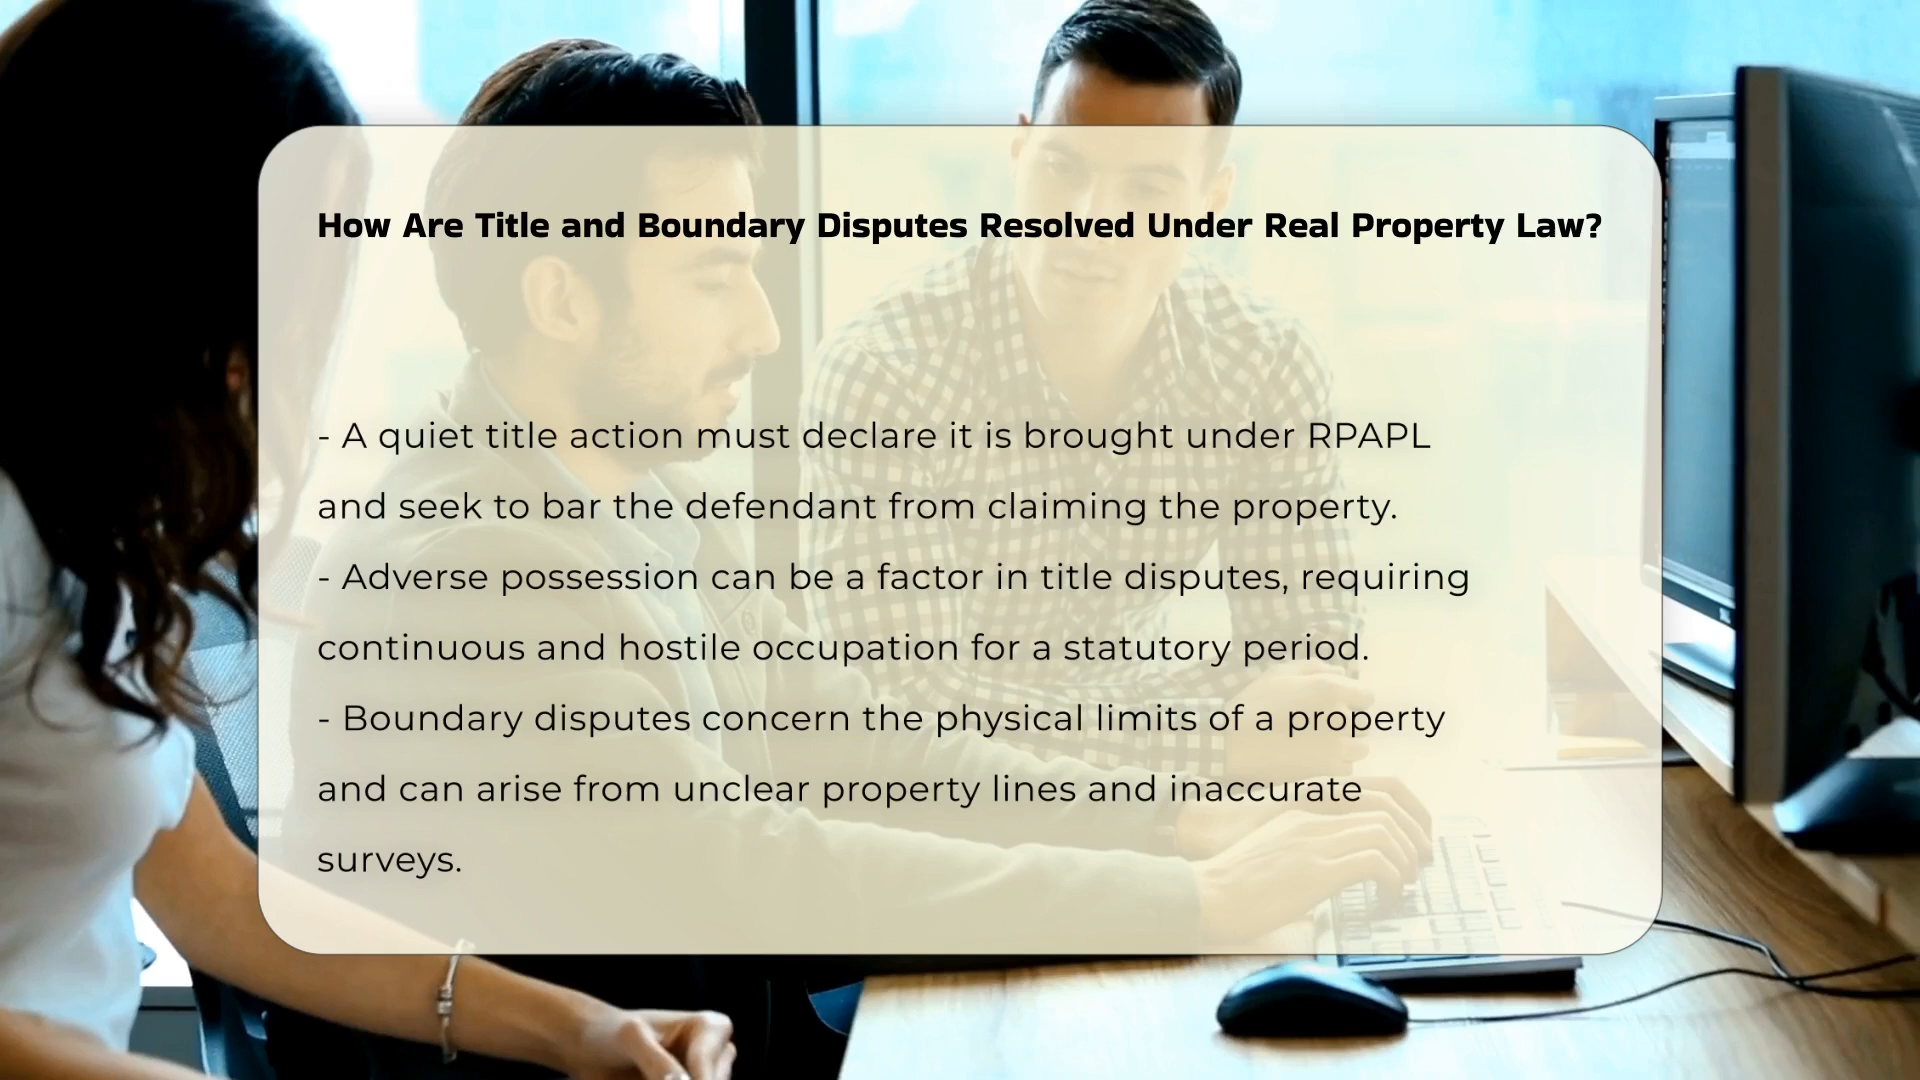 How Are Title and Boundary Disputes Resolved Under Real Property Law?
- A quiet title action must declare it is brought under RPAPL
and seek to bar the defendant from claiming the property.
- Adverse possession can be a factor in title disputes, requiring
continuous and hostile occupation for a statutory period.
- Boundary disputes concern the physical limits of a property
and can arise from unclear property lines and inaccurate
surveys.